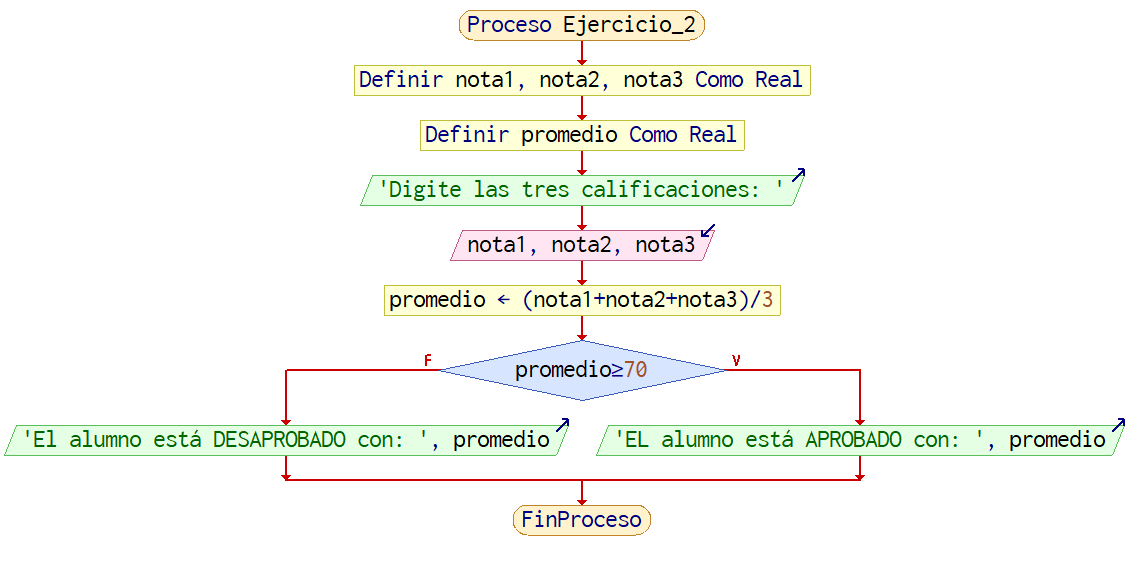 Proceso Ejercicio_2
Definir nota1, nota2, nota3 Como Real
Definir promedio Como Real
'Digite las tres calificaciones: '
nota1, nota2, nota3
promedio ← (nota1+nota2+nota3)/3
promedio≥70
F
V
'El alumno está DESAPROBADO con: ', promedio
'EL alumno está APROBADO con: ', promedio
FinProceso